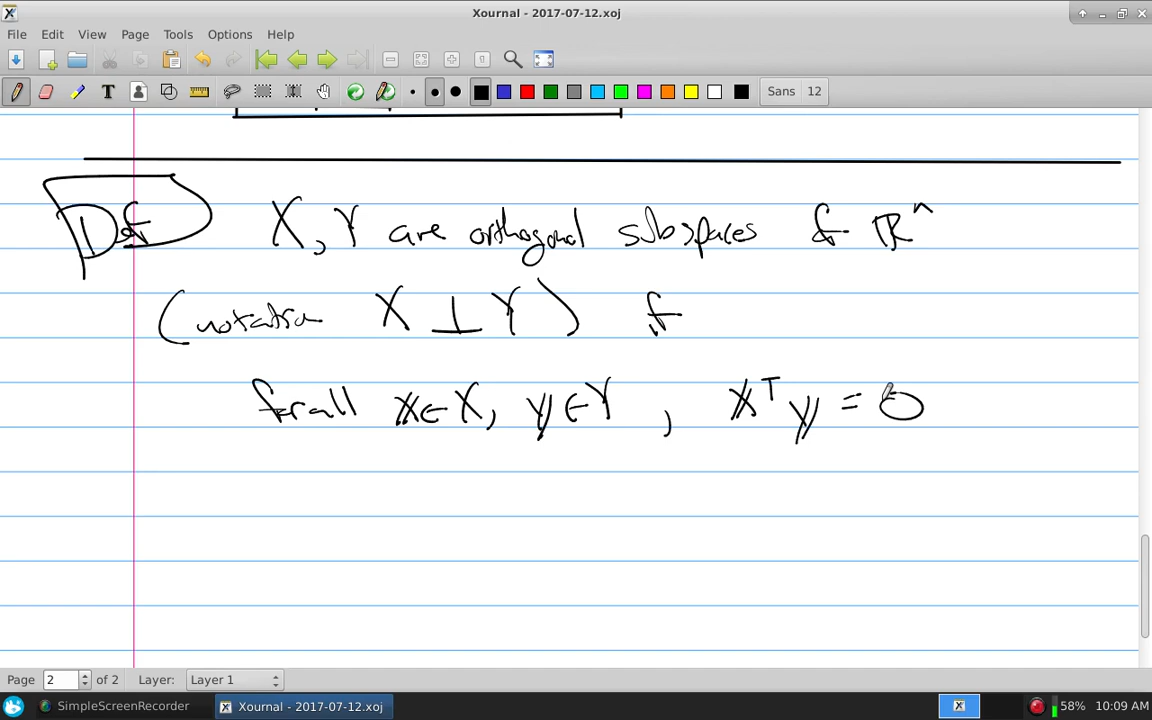 Xournal - 2017-07-12.xoj
File Edit View Page Tools Options Help
Sans 12
Def X, Y are orthogonal subspaces of ℝⁿ
(notation X ⊥ Y) if
for all x ∈ X, y ∈ Y, xᵀy = 0
Page 2 of 2 Layer: Layer 1
SimpleScreenRecorder Xournal - 2017-07-12.xoj 58% 10:09 AM